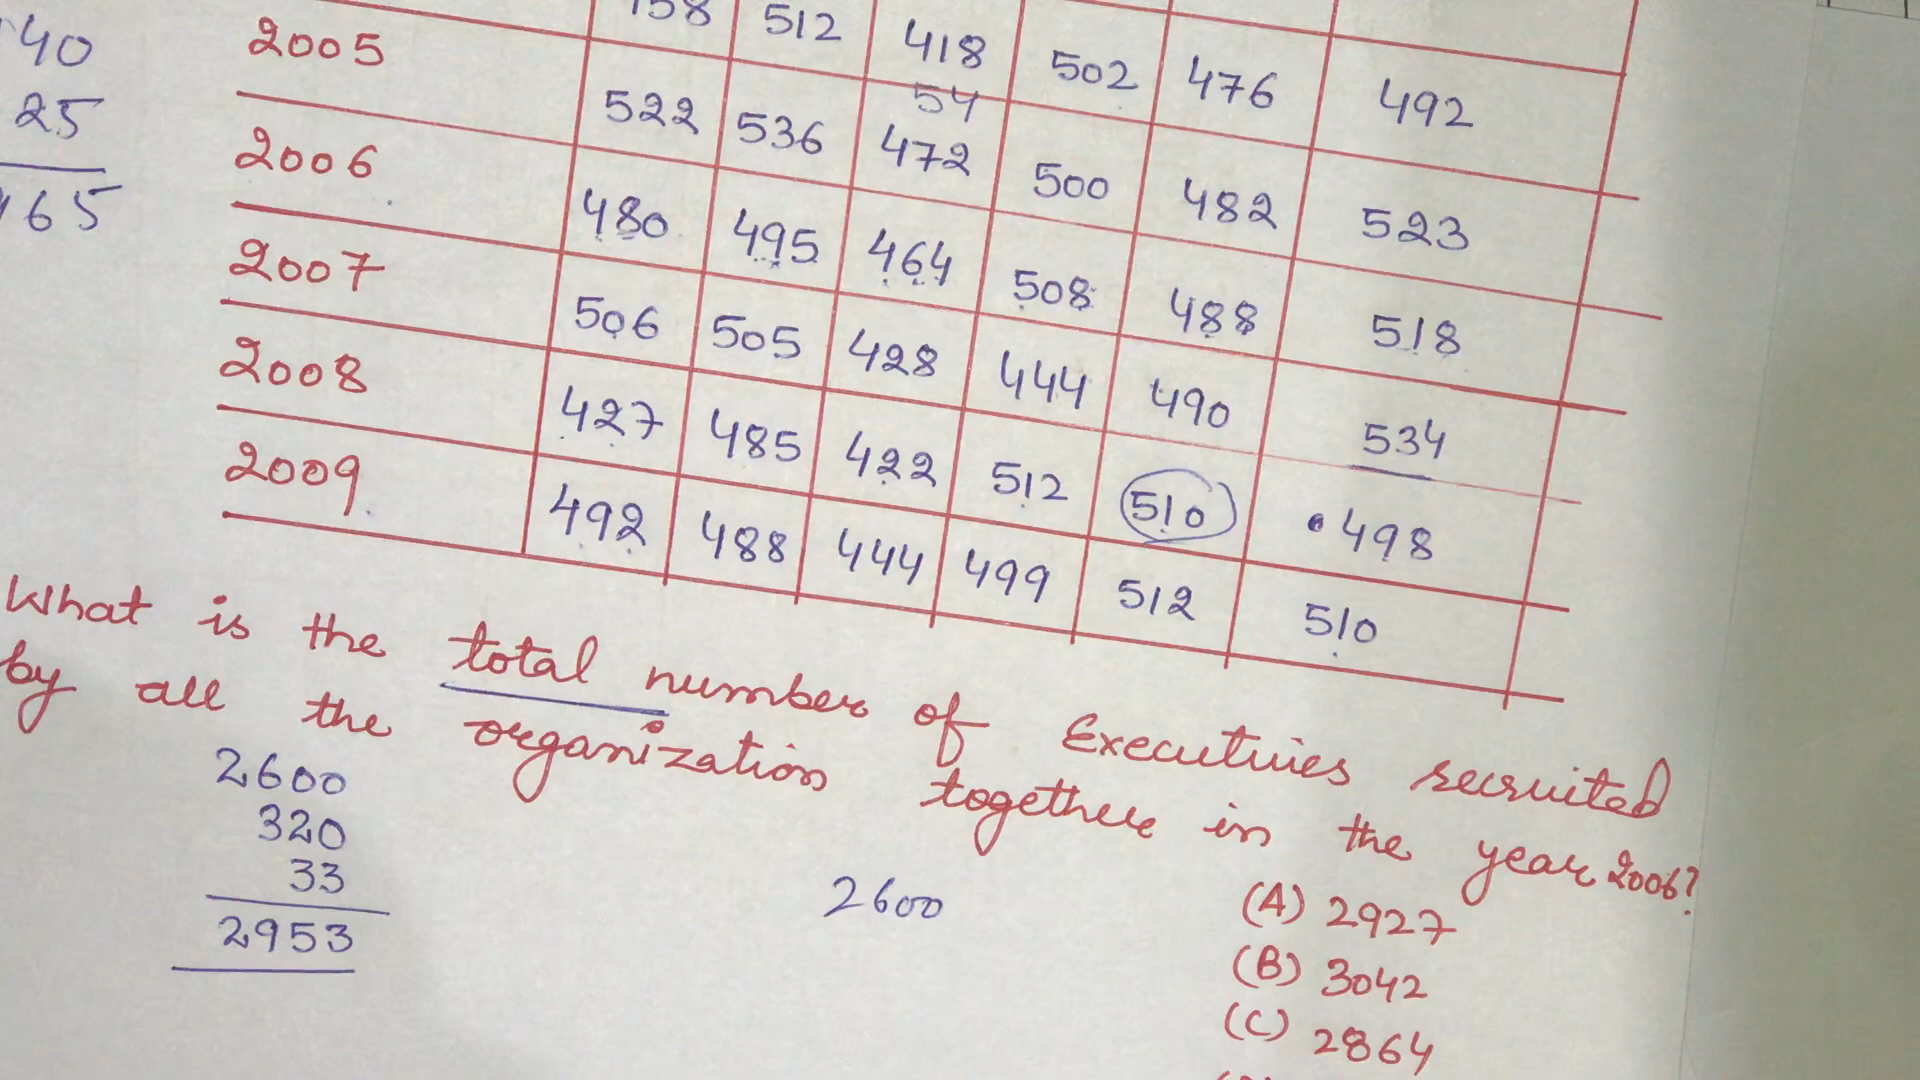 40
25
165
158 512 418 502 476 492
2005 522 536 472 500 482 523
54
2006 480 495 464 508 488 518
2007 506 505 428 444 490 534
2008 427 485 422 512 510 498
2009 492 488 444 499 512 510
What is the total number of Executives recruited
by all the organization together in the year 2006?
2600
320
33
2953
2600
(A) 2927
(B) 3042
(C) 2864